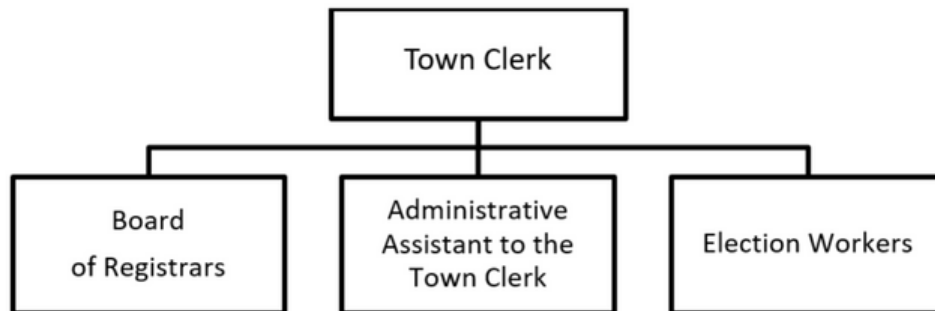 Town Clerk
Board
of Registrars
Administrative
Assistant to the
Town Clerk
Election Workers